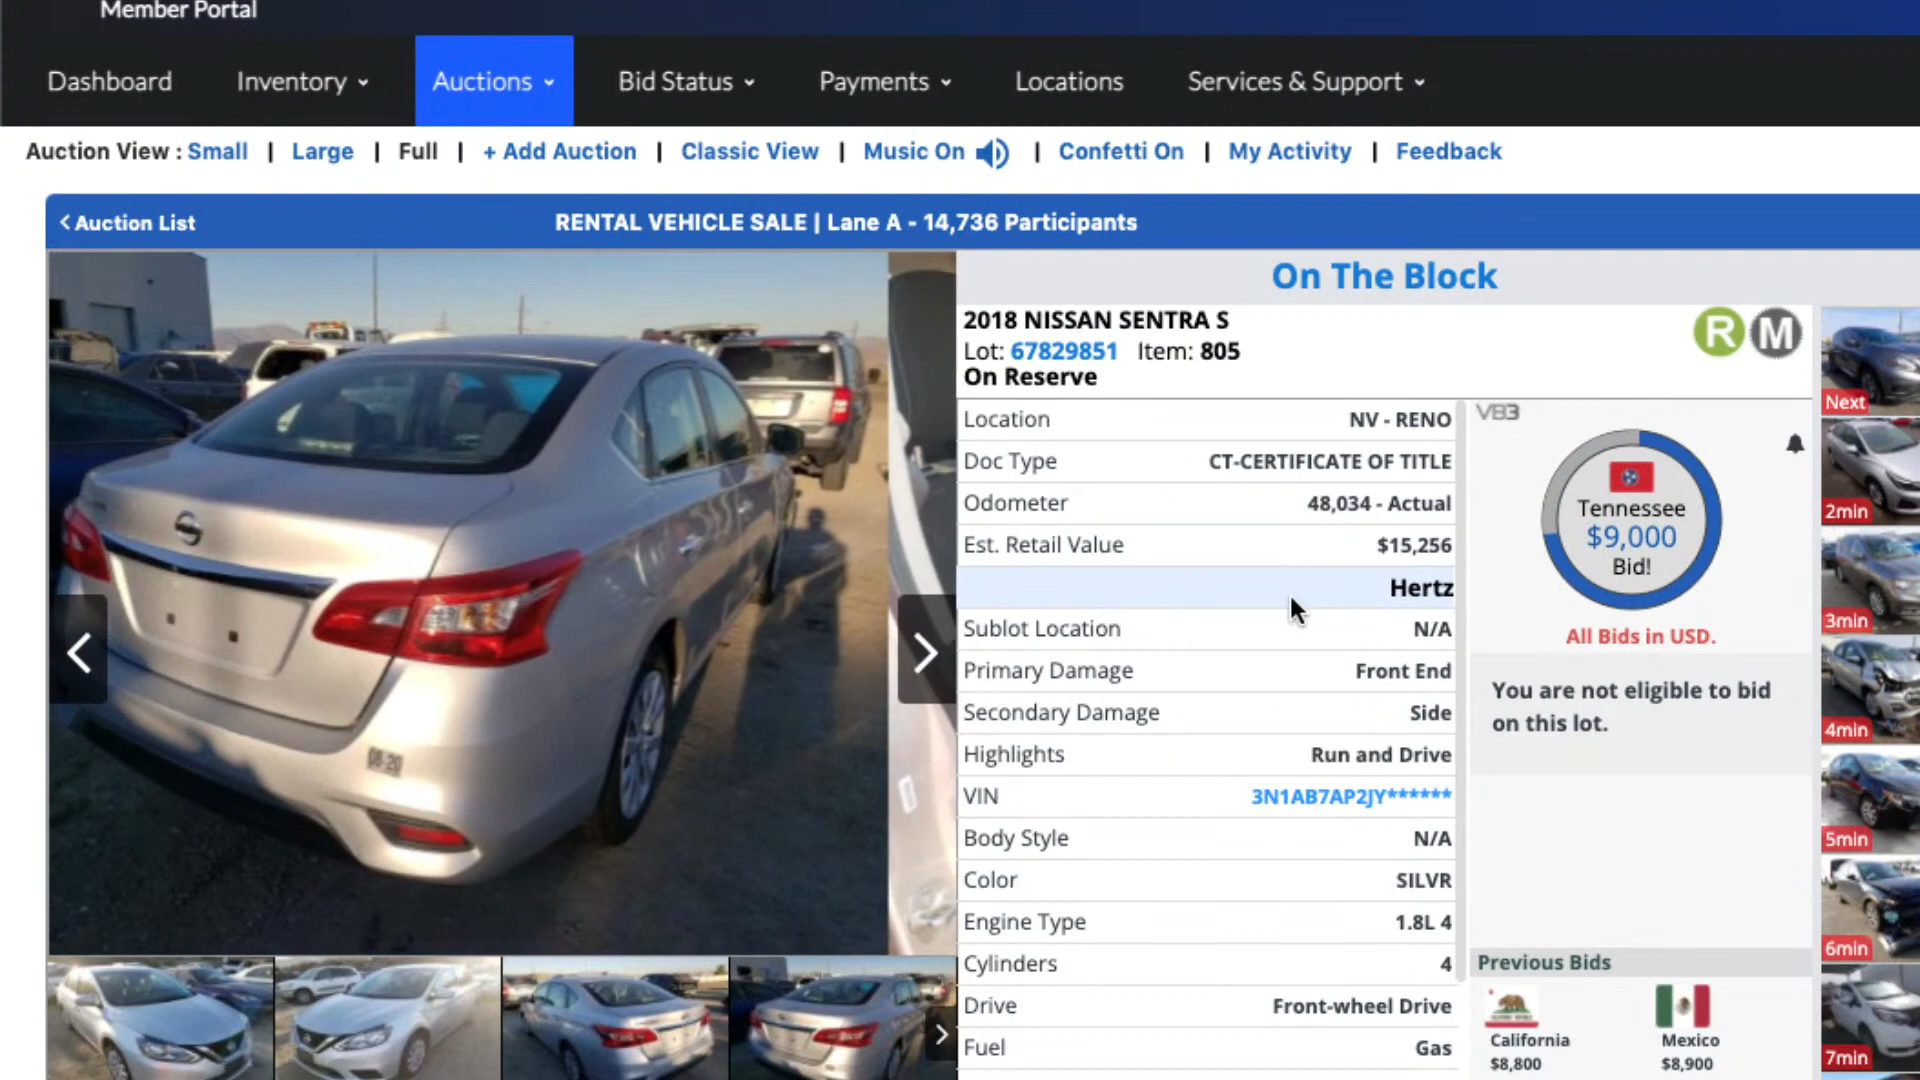 Member Portal
Dashboard Inventory Auctions Bid Status Payments Locations Services & Support
Auction View : Small | Large | Full | + Add Auction | Classic View | Music On | Confetti On | My Activity | Feedback
< Auction List RENTAL VEHICLE SALE | Lane A - 14,736 Participants
On The Block
2018 NISSAN SENTRA S
Lot: 67829851 Item: 805
On Reserve
R M
Location NV - RENO
Doc Type CT-CERTIFICATE OF TITLE
Odometer 48,034 - Actual
Est. Retail Value $15,256
Hertz
Sublot Location N/A
Primary Damage Front End
Secondary Damage Side
Highlights Run and Drive
VIN 3N1AB7AP2JY******
Body Style N/A
Color SILVR
Engine Type 1.8L 4
Cylinders 4
Drive Front-wheel Drive
Fuel Gas
VB3
Tennessee
$9,000
Bid!
All Bids in USD.
You are not eligible to bid
on this lot.
Previous Bids
California Mexico
$8,800 $8,900
Next
2min
3min
4min
5min
6min
7min
08-20